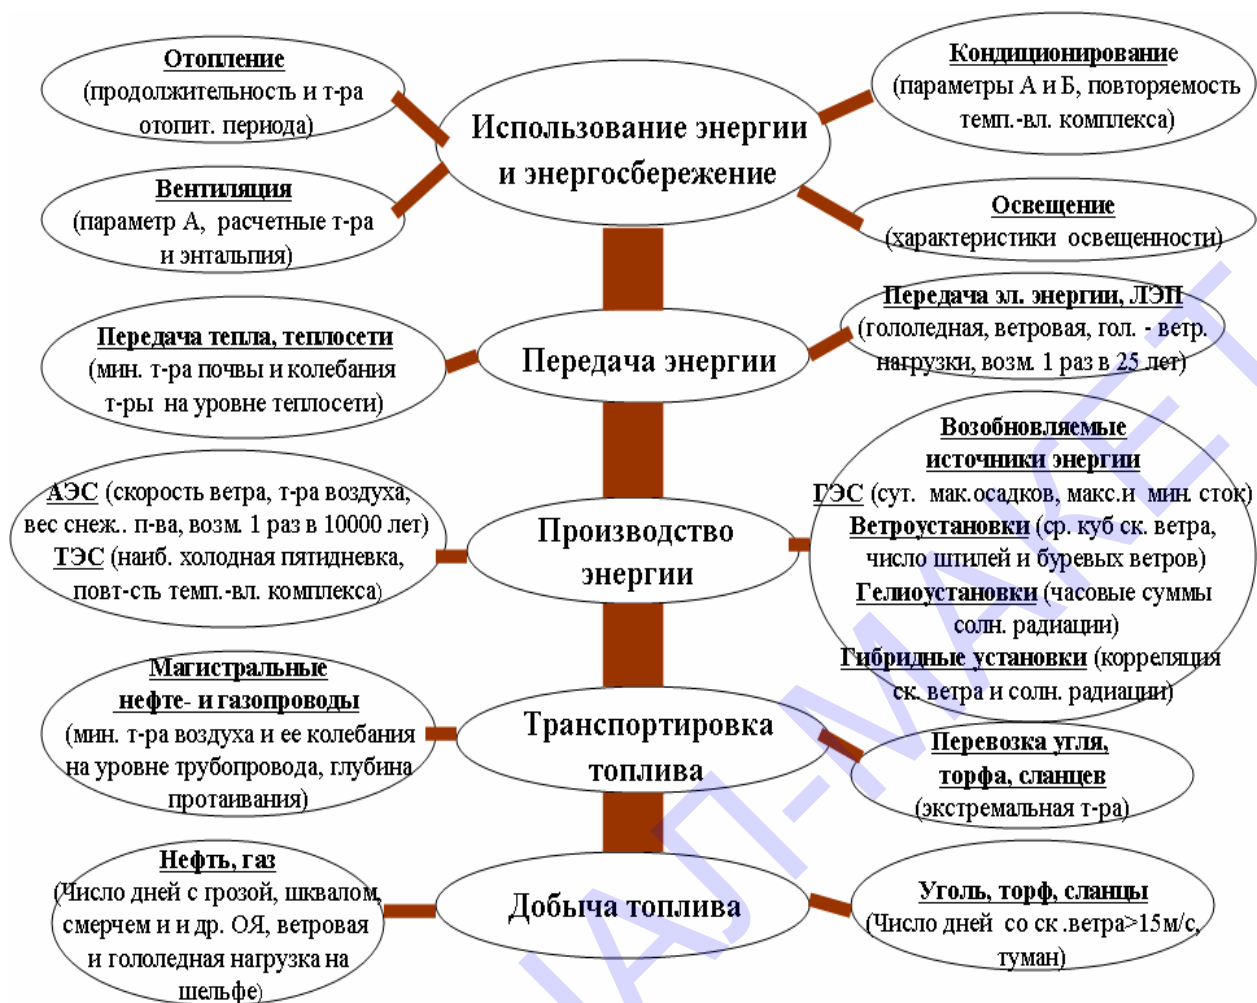 Отопление
(продолжительность и т-ра
отопит. периода)
Кондиционирование
(параметры А и Б, повторяемость
темп.-вл. комплекса)
Использование энергии
и энергосбережение
Вентиляция
(параметр А, расчетные т-ра
и энтальпия)
Освещение
(характеристики освещенности)
Передача тепла, теплосети
(мин. т-ра почвы и колебания
т-ры на уровне теплосети)
Передача энергии
Передача эл. энергии, ЛЭП
(гололедная, ветровая, гол. - ветр.
нагрузки, возм. 1 раз в 25 лет)
АЭС (скорость ветра, т-ра воздуха,
вес снеж.. п-ва, возм. 1 раз в 10000 лет)
ТЭС (наиб. холодная пятидневка,
повт-сть темп.-вл. комплекса)
Производство
энергии
Возобновляемые
источники энергии
ГЭС (сут. мак.осадков, макс.и мин. сток)
Ветроустановки (ср. куб ск. ветра,
число штилей и буревых ветров)
Гелиоустановки (часовые суммы
солн. радиации)
Гибридные установки (корреляция
ск. ветра и солн. радиации)
Магистральные
нефте- и газопроводы
(мин. т-ра воздуха и ее колебания
на уровне трубопровода, глубина
протаивания)
Транспортировка
топлива
Перевозка угля,
торфа, сланцев
(экстремальная т-ра)
Нефть, газ
(Число дней с грозой, шквалом,
смерчем и и др. ОЯ, ветровая
и гололедная нагрузка на
шельфе)
Добыча топлива
Уголь, торф, сланцы
(Число дней со ск .ветра>15м/с,
туман)
АЛ-МАКЕТ